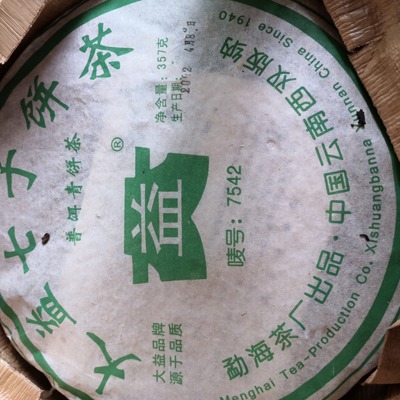 大益七子饼茶
普洱青饼茶
®
益
唛号: 7542
净含量: 357克
生产日期:
大益品牌
源于品质
勐海茶厂出品·中国云南西双版纳
Menghai Tea-Production Co. Xishuangbanna Yunnan China Since 1940